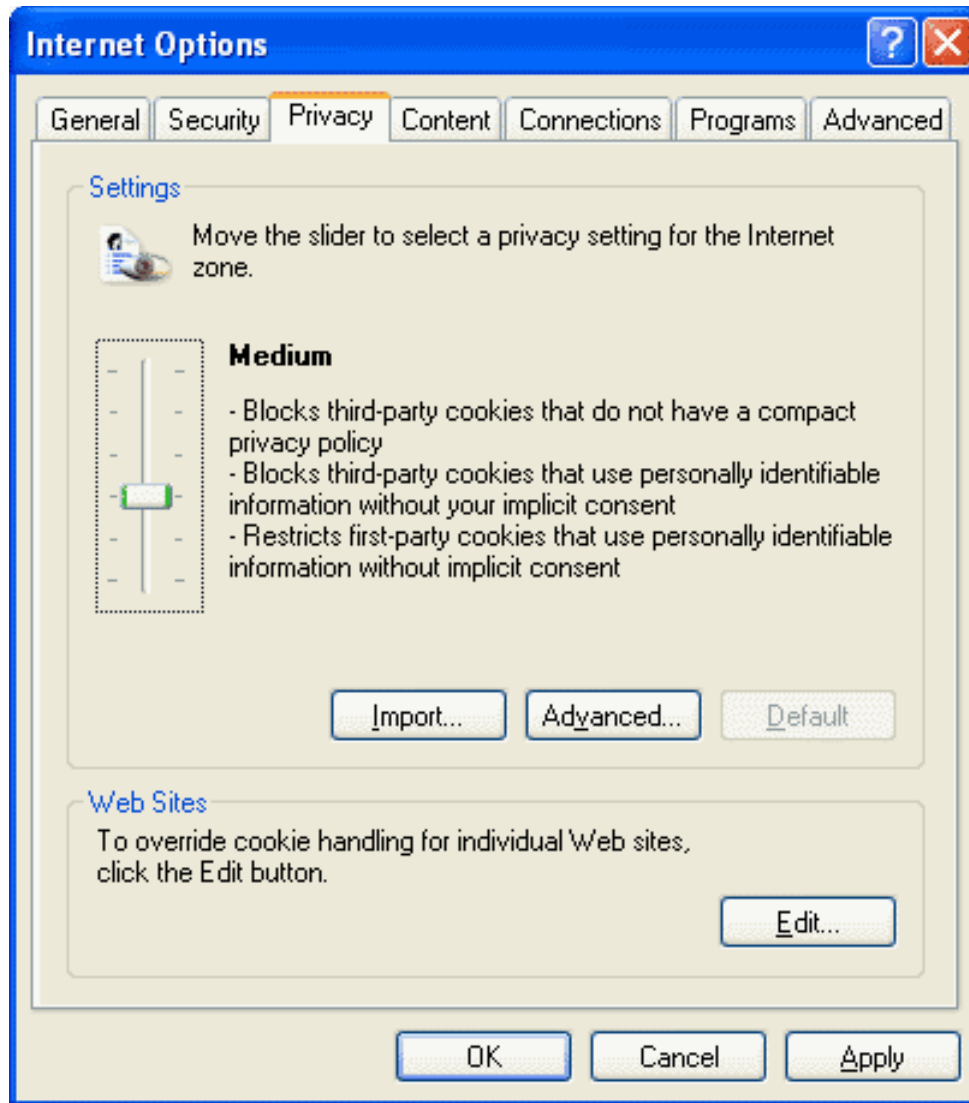 Internet Options
General Security Privacy Content Connections Programs Advanced
Settings
Move the slider to select a privacy setting for the Internet
zone.
Medium
- Blocks third-party cookies that do not have a compact
privacy policy
- Blocks third-party cookies that use personally identifiable
information without your implicit consent
- Restricts first-party cookies that use personally identifiable
information without implicit consent
Import... Advanced... Default
Web Sites
To override cookie handling for individual Web sites,
click the Edit button.
Edit...
OK Cancel Apply